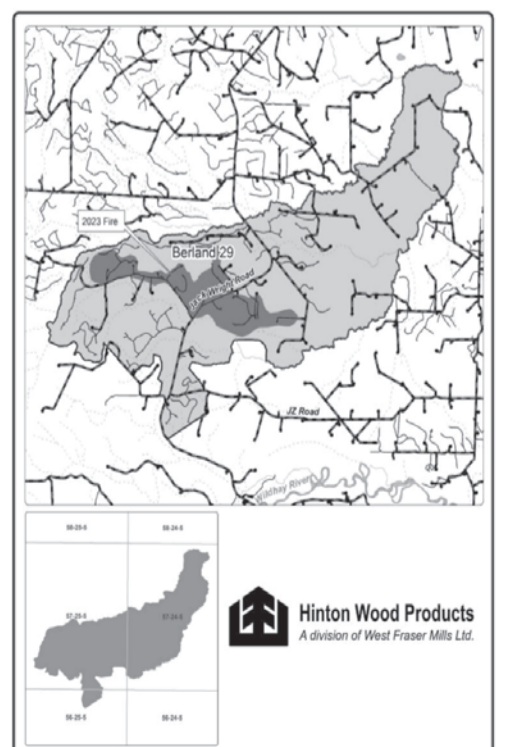 2023 Fire
Berland 29
Jack Wright Road
JZ Road
Wildhay River
58-25-5
58-24-5
57-25-5
57-24-5
56-25-5
56-24-5
Hinton Wood Products
A division of West Fraser Mills Ltd.